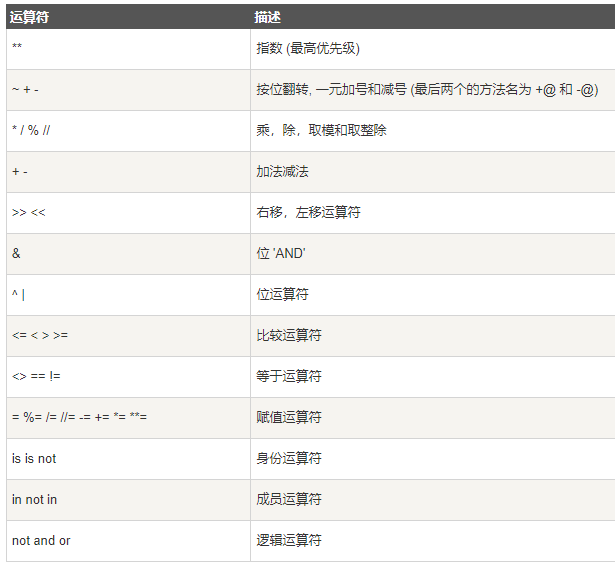 运算符 描述
** 指数 (最高优先级)
~ + - 按位翻转, 一元加号和减号 (最后两个的方法名为 +@ 和 -@)
* / % // 乘，除，取模和取整除
+ - 加法减法
>> << 右移，左移运算符
& 位 'AND'
^ | 位运算符
<= < > >= 比较运算符
<> == != 等于运算符
= %= /= //= -= += *= **= 赋值运算符
is is not 身份运算符
in not in 成员运算符
not and or 逻辑运算符